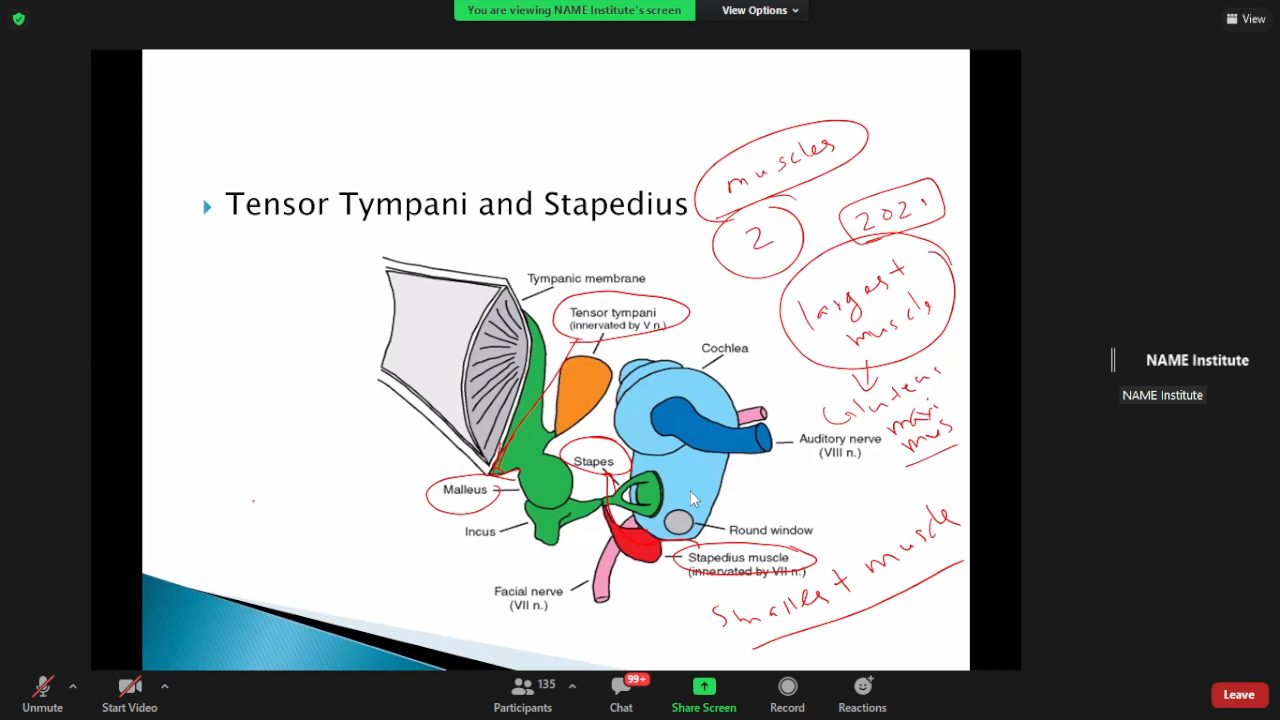 You are viewing NAME Institute's screen
View Options
View
muscles
Tensor Tympani and Stapedius
2
2021
Tympanic membrane
largest
muscle
Tensor tympani
(innervated by V n.)
Cochlea
Gluteus
maxi
mus
NAME Institute
NAME Institute
Auditory nerve
(VIII n.)
Stapes
Malleus
Incus
Round window
Stapedius muscle
(innervated by VII n.)
Facial nerve
(VII n.)
Smallest muscle
Unmute
Start Video
135
Participants
99+
Chat
Share Screen
Record
Reactions
Leave